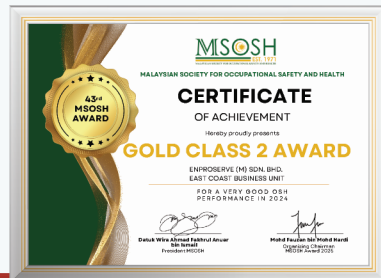 MSOSH
EST. 1971
MALAYSIAN SOCIETY FOR OCCUPATIONAL SAFETY AND HEALTH
43rd
MSOSH
AWARD
CERTIFICATE
OF ACHIEVEMENT
Hereby proudly presents
GOLD CLASS 2 AWARD
ENPROSERVE (M) SDN. BHD.
EAST COAST BUSINESS UNIT
FOR A VERY GOOD OSH
PERFORMANCE IN 2024
Datuk Wira Ahmad Fakhrul Anuar
bin Ismail
President MSOSH
Mohd Fauzan bin Mohd Hardi
Organising Chairman
MSOSH Award 2025